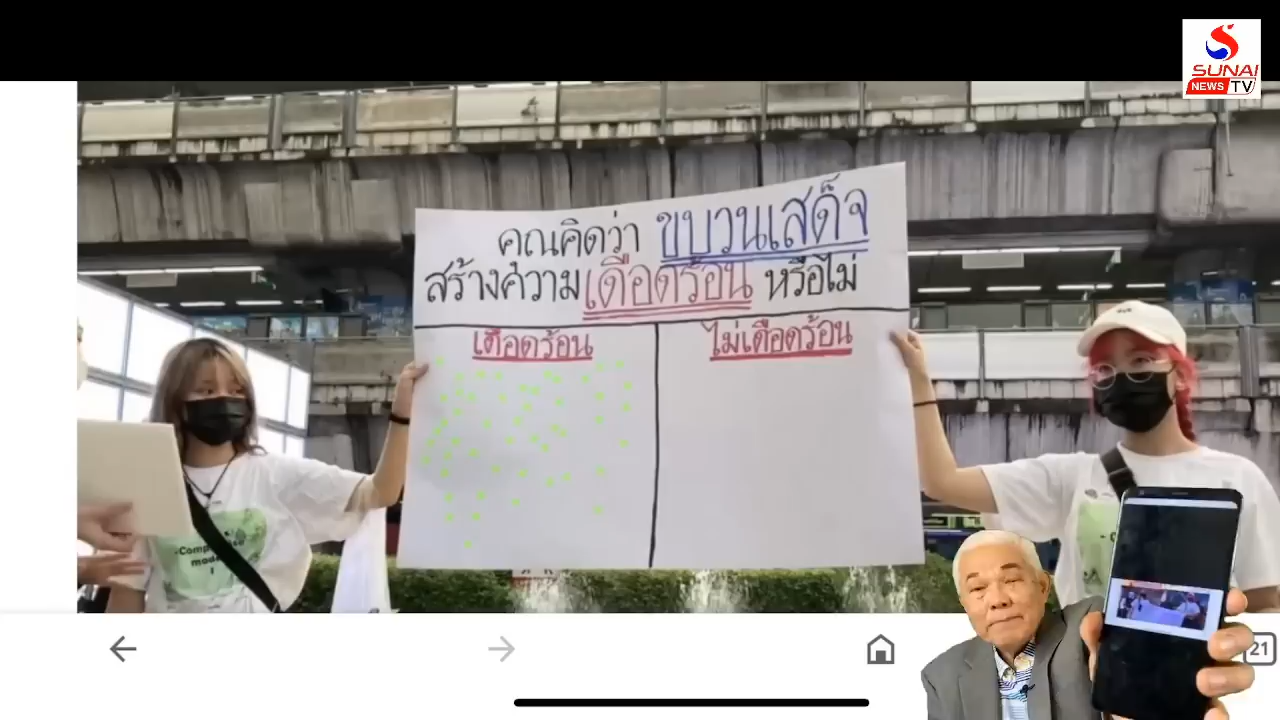 SUNAI
NEWS TV
คุณคิดว่า ขบวนเสด็จ
สร้างความเดือดร้อน หรือไม่
เดือดร้อน
ไม่เดือดร้อน
21